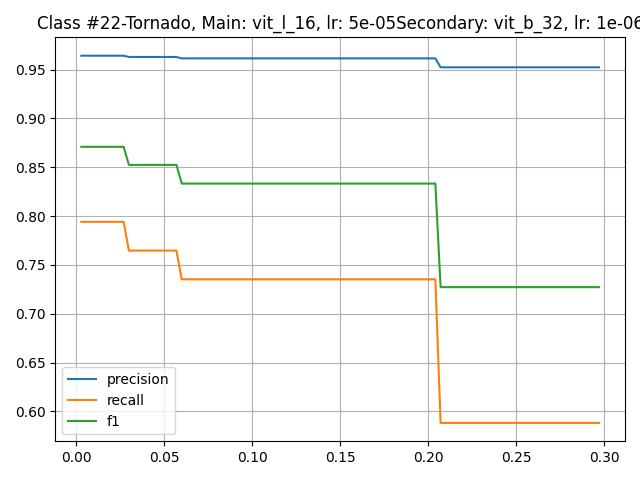 Class #22-Tornado, Main: vit_l_16, lr: 5e-05Secondary: vit_b_32, lr: 1e-06
0.95
0.90
0.85
0.80
0.75
0.70
0.65
0.60
precision
recall
f1
0.00 0.05 0.10 0.15 0.20 0.25 0.30